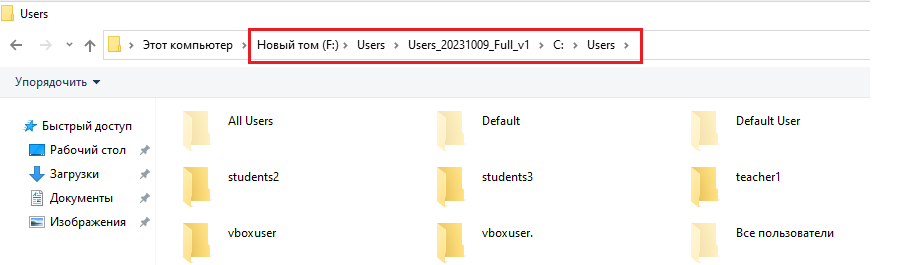 Users
Этот компьютер > Новый том (F:) > Users > Users_20231009_Full_v1 > C: > Users >
Упорядочить
Быстрый доступ
Рабочий стол
Загрузки
Документы
Изображения
All Users Default Default User
students2 students3 teacher1
vboxuser vboxuser. Все пользователи